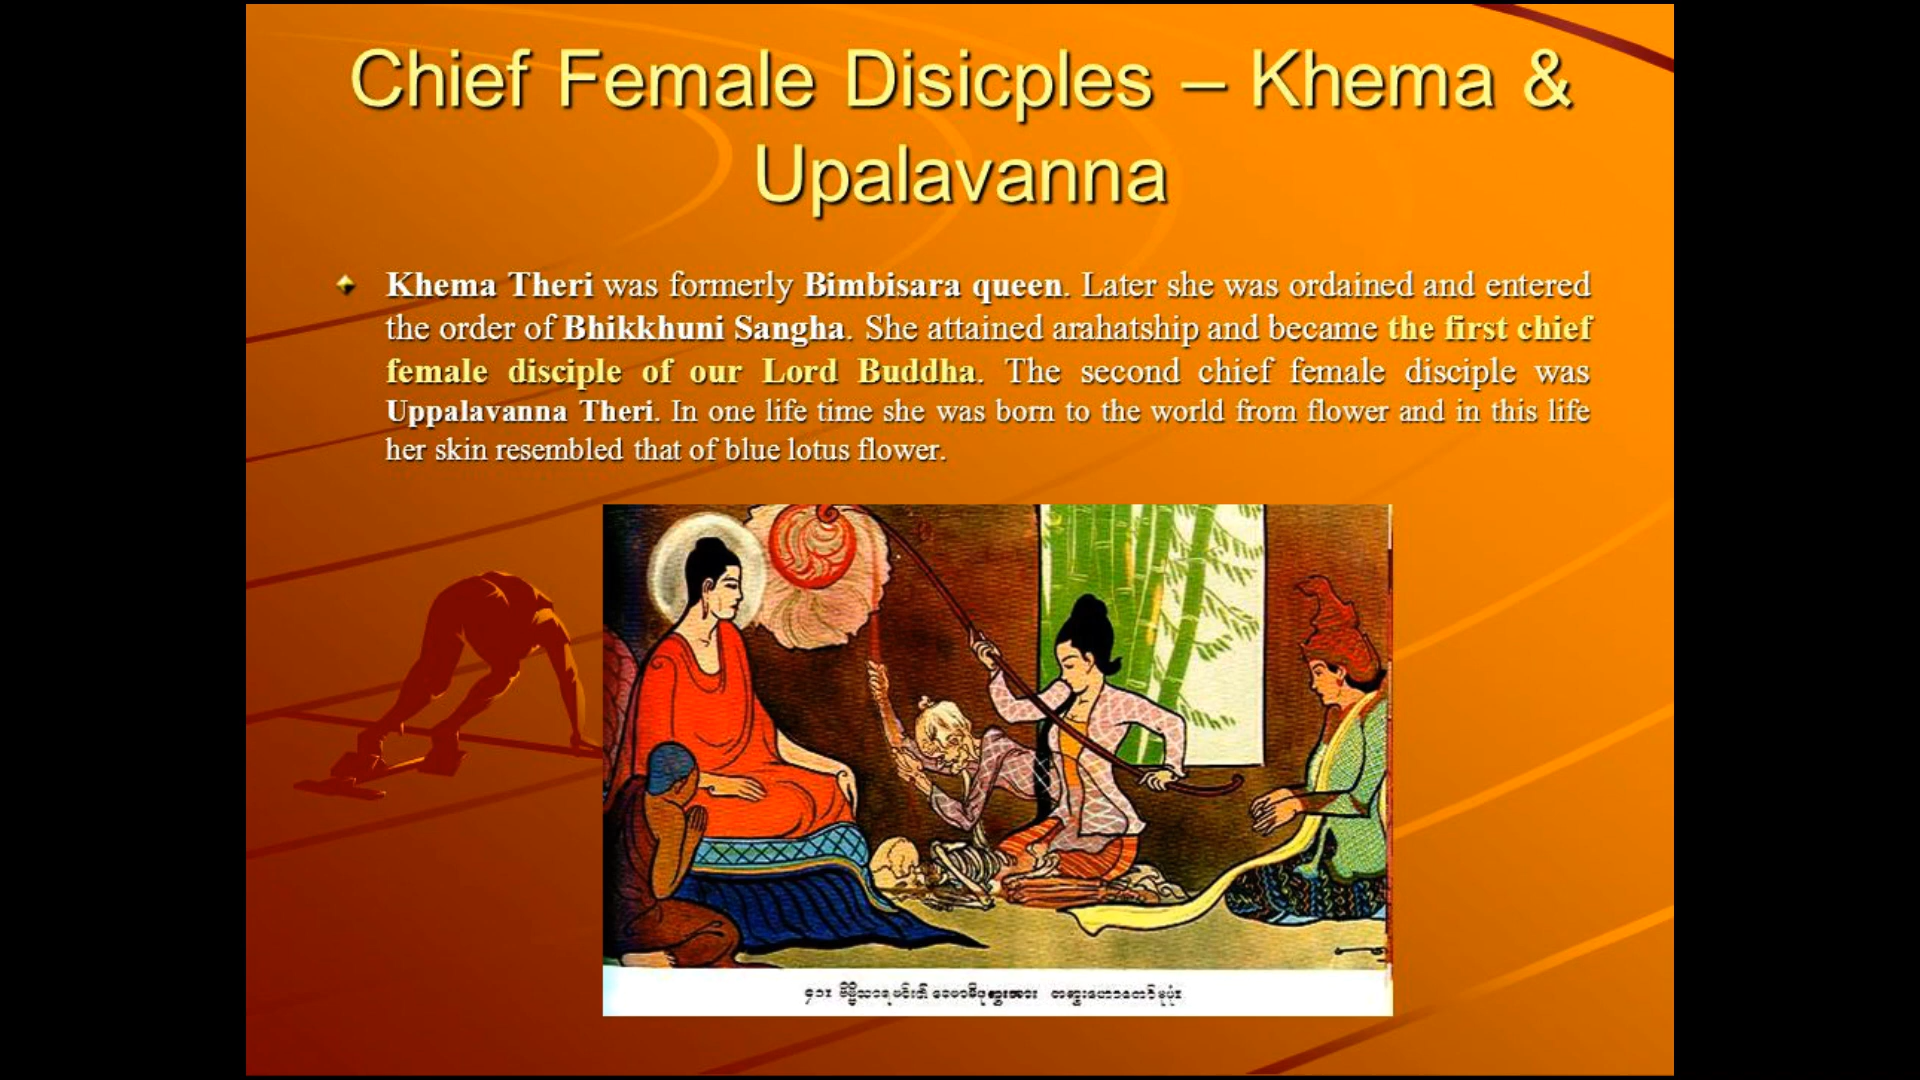 Chief Female Disicples – Khema &
Upalavanna
Khema Theri was formerly Bimbisara queen. Later she was ordained and entered
the order of Bhikkhuni Sangha. She attained arahatship and became the first chief
female disciple of our Lord Buddha. The second chief female disciple was
Uppalavanna Theri. In one life time she was born to the world from flower and in this life
her skin resembled that of blue lotus flower.